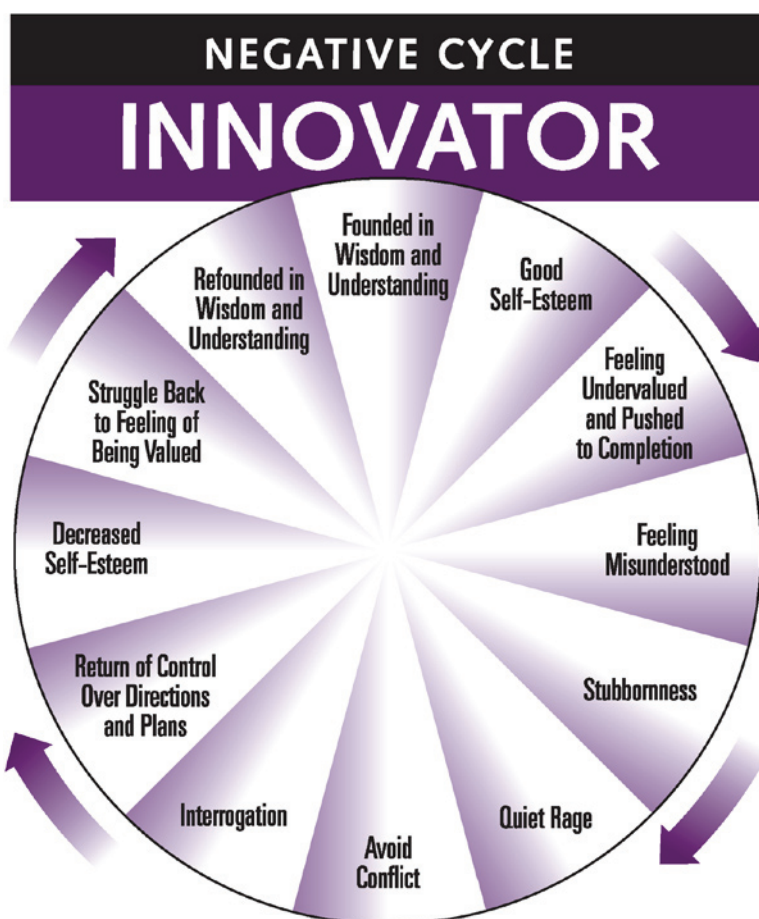 NEGATIVE CYCLE
INNOVATOR
Founded in
Wisdom and
Understanding
Good
Self-Esteem
Feeling
Undervalued
and Pushed
to Completion
Feeling
Misunderstood
Stubbornness
Quiet Rage
Avoid
Conflict
Interrogation
Return of Control
Over Directions
and Plans
Decreased
Self-Esteem
Struggle Back
to Feeling of
Being Valued
Refounded in
Wisdom and
Understanding